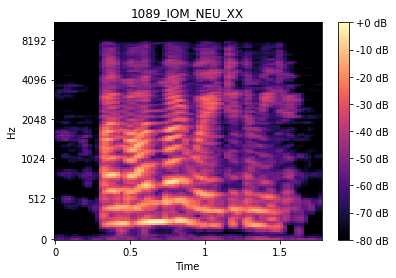 1089_IOM_NEU_XX
+0 dB
8192
-10 dB
4096
-20 dB
-30 dB
2048
Hz
-40 dB
1024
-50 dB
512
-60 dB
-70 dB
0
-80 dB
0
0.5
1
1.5
Time